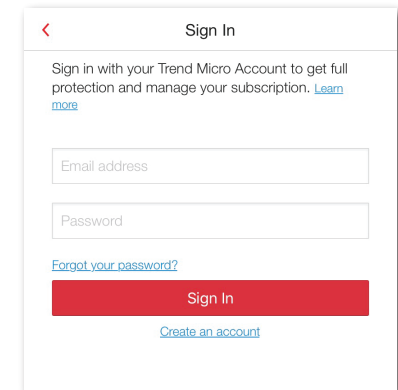 Sign In
Sign in with your Trend Micro Account to get full
protection and manage your subscription. Learn
more
Email address
Password
Forgot your password?
Sign In
Create an account